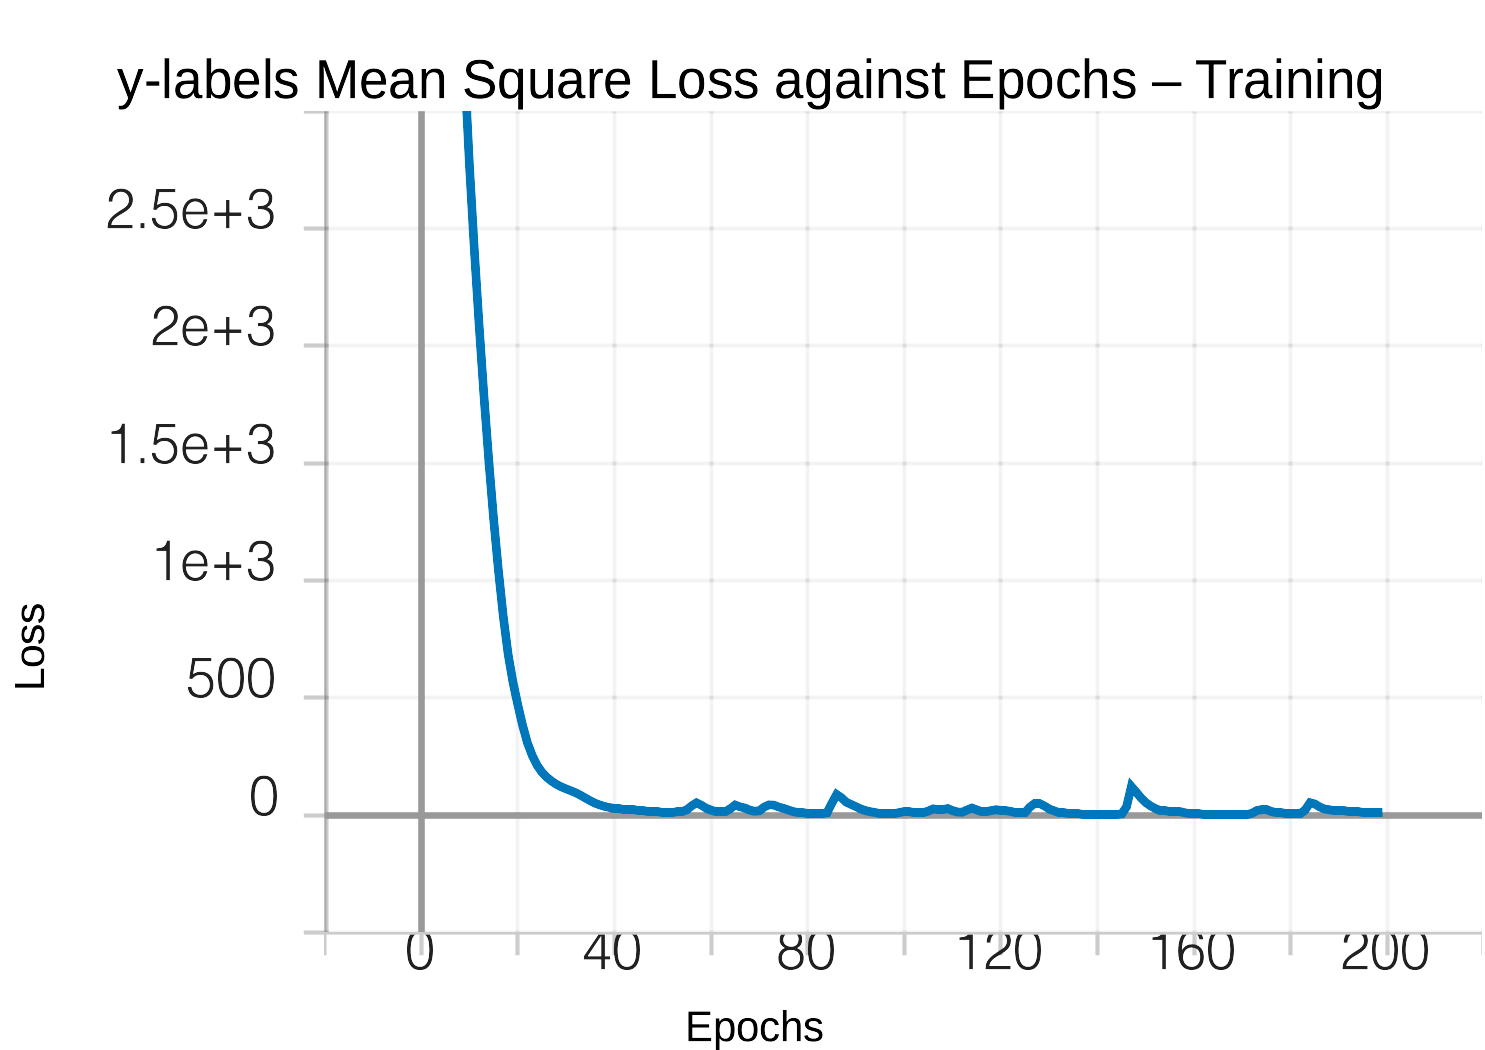 y-labels Mean Square Loss against Epochs – Training
2.5e+3
2e+3
1.5e+3
1e+3
500
0
Loss
0 40 80 120 160 200
Epochs